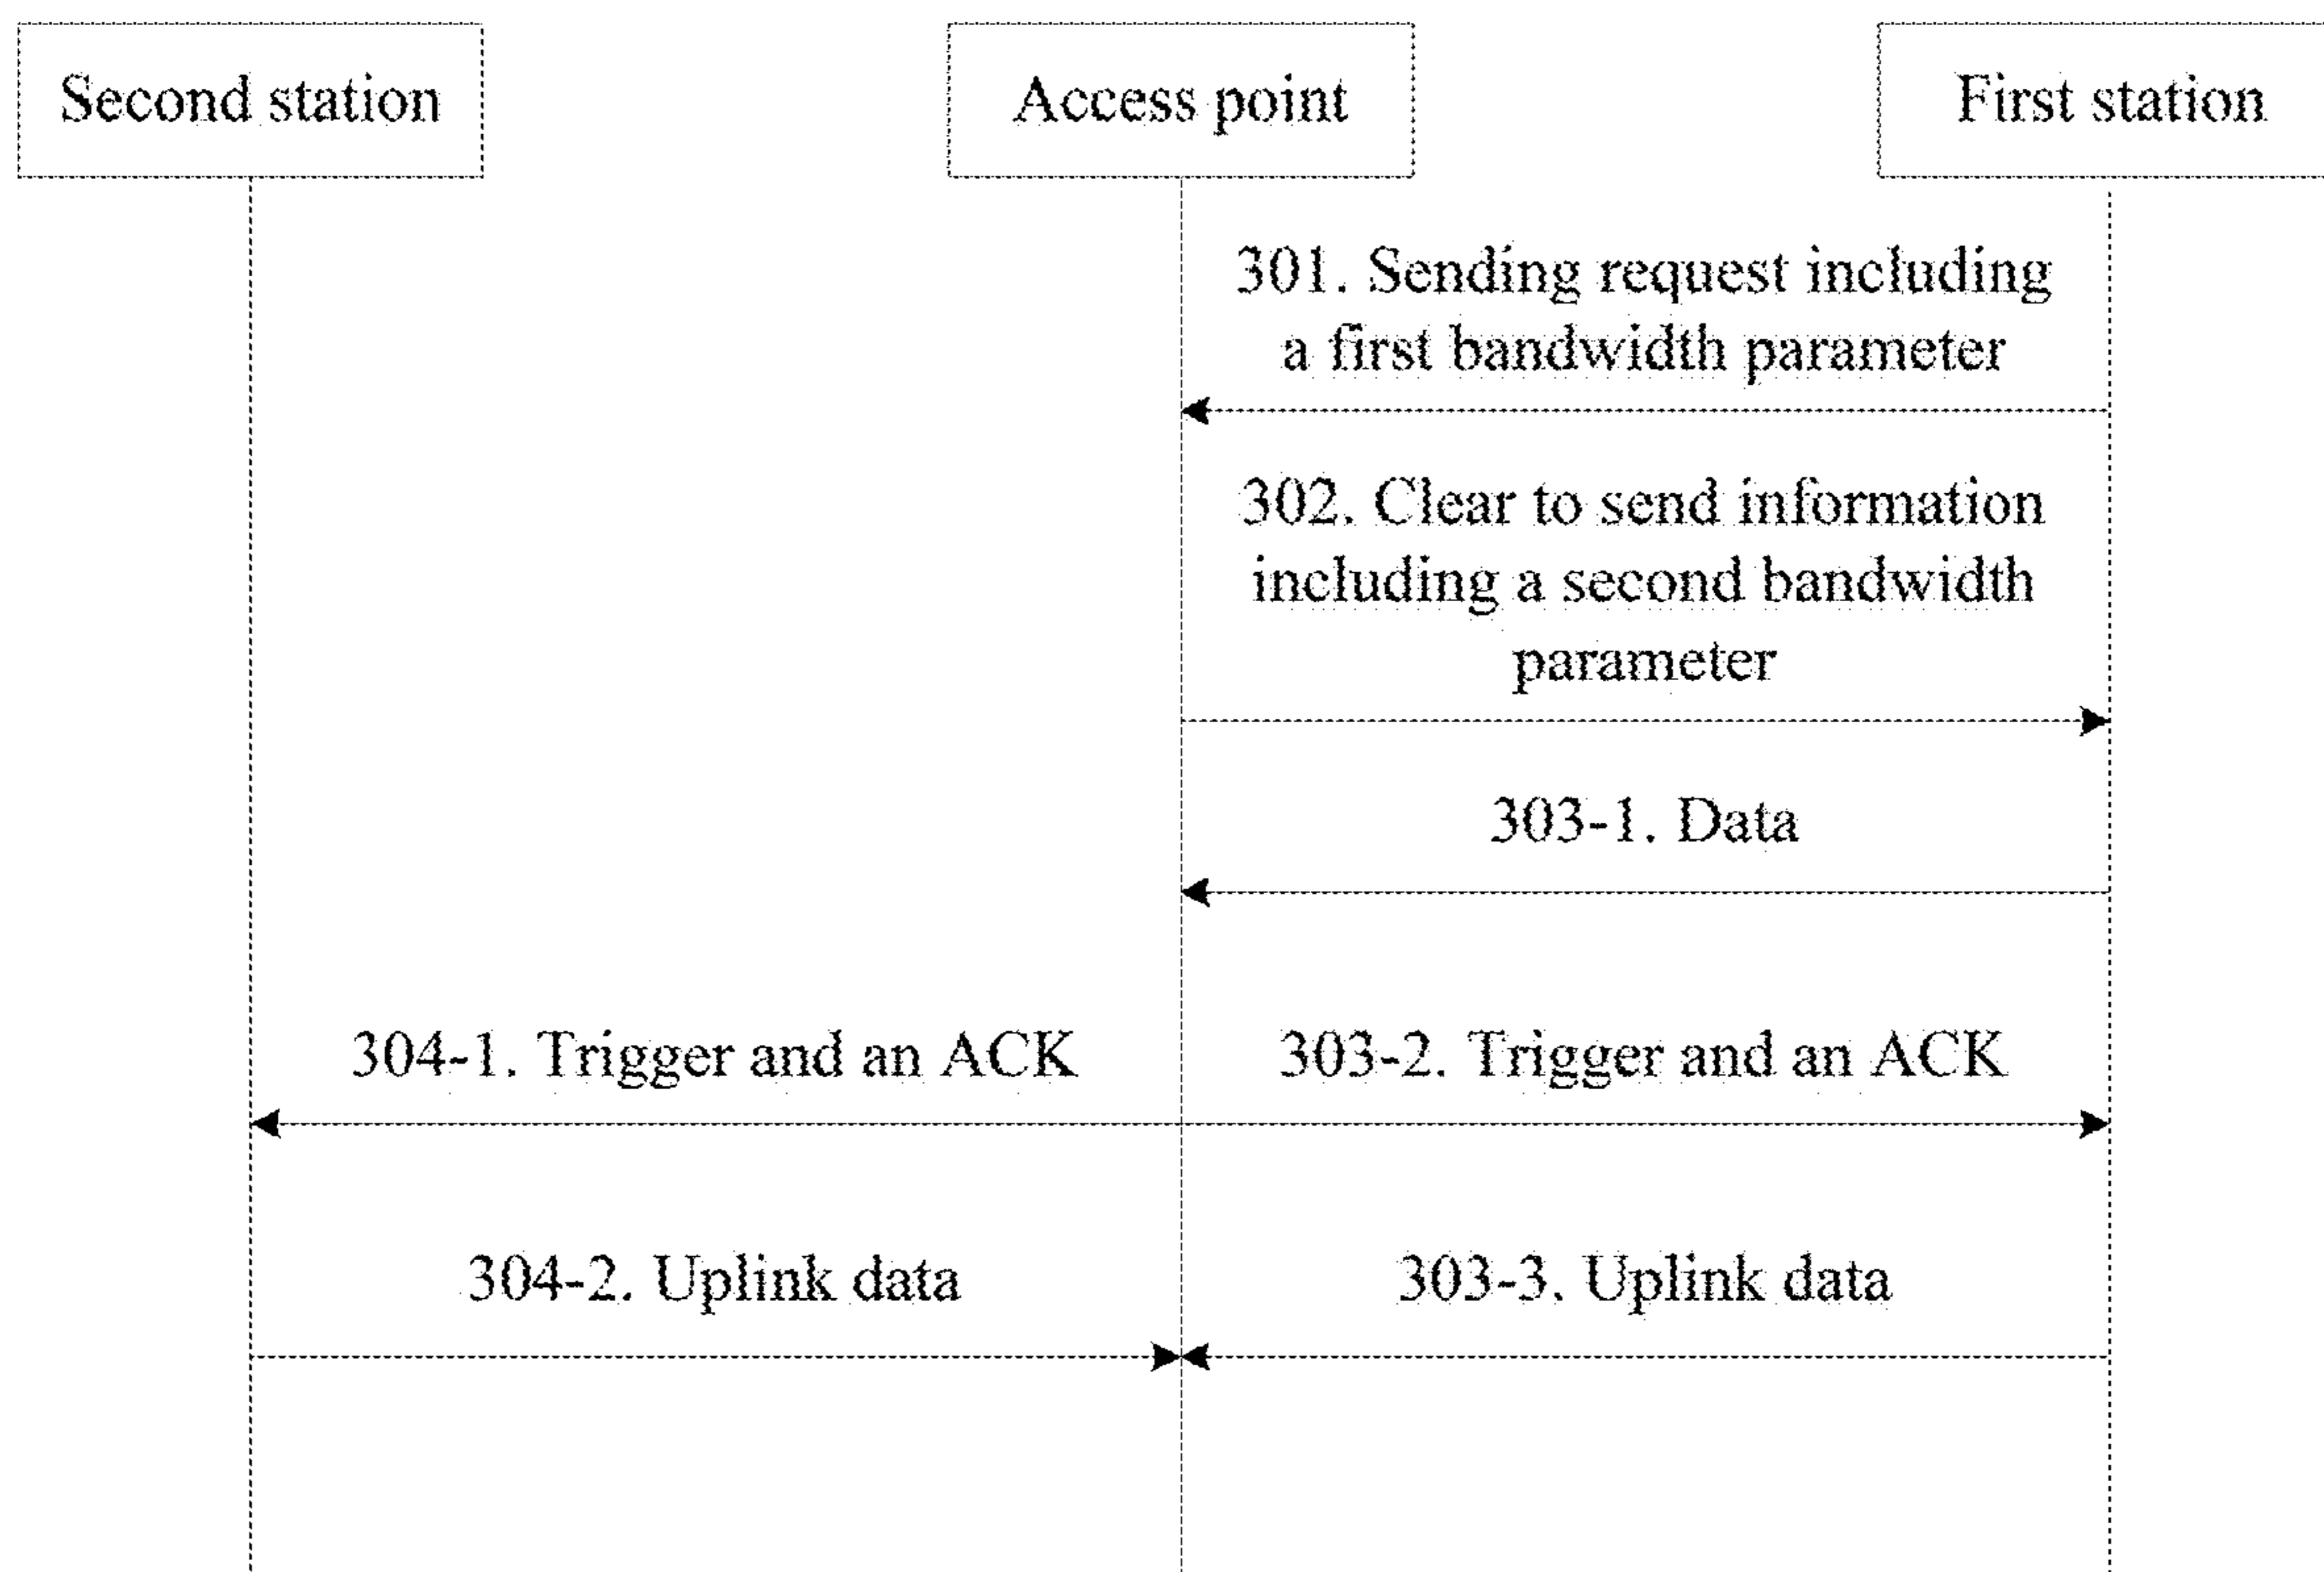 Second station
Access point
First station
301. Sending request including
a first bandwidth parameter
302. Clear to send information
including a second bandwidth
parameter
303-1. Data
304-1. Trigger and an ACK
303-2. Trigger and an ACK
304-2. Uplink data
303-3. Uplink data